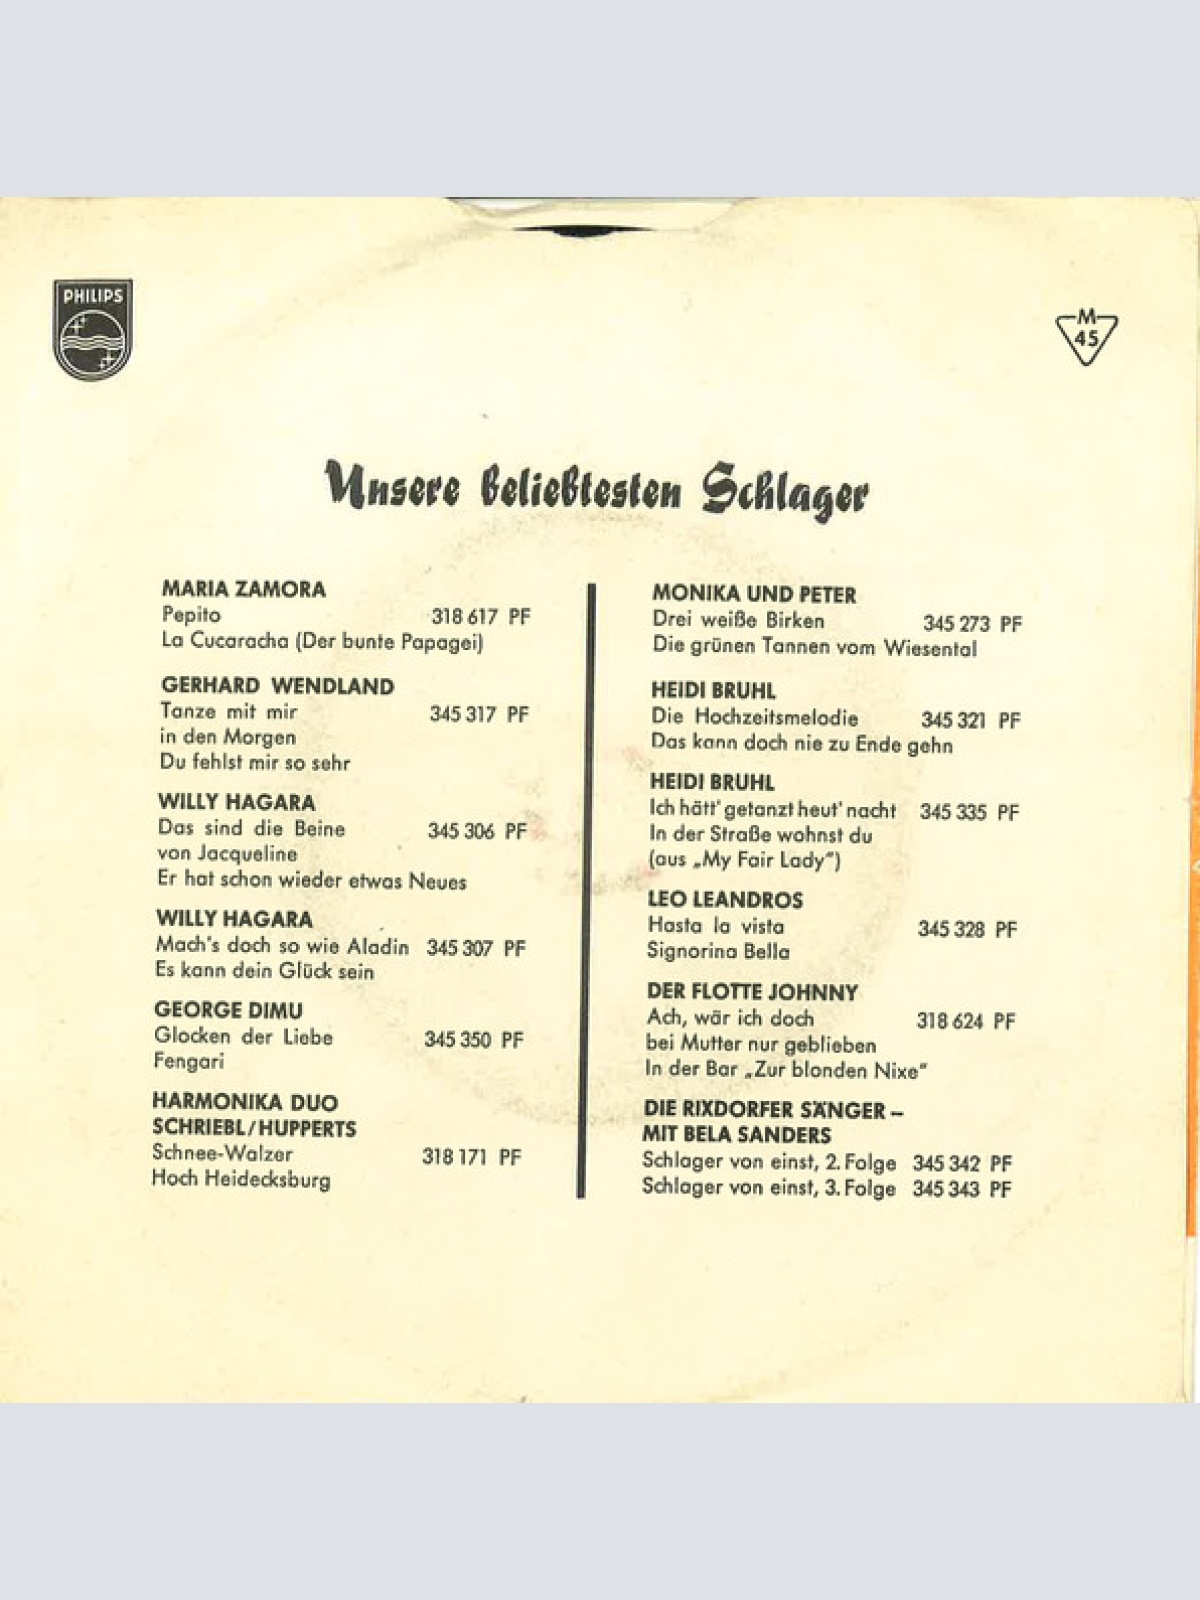 PHILIPS
M
45
Unsere beliebtesten Schlager
MARIA ZAMORA
Pepito 318 617 PF
La Cucaracha (Der bunte Papagei)
GERHARD WENDLAND
Tanze mit mir 345 317 PF
in den Morgen
Du fehlst mir so sehr
WILLY HAGARA
Das sind die Beine 345 306 PF
von Jacqueline
Er hat schon wieder etwas Neues
WILLY HAGARA
Mach's doch so wie Aladin 345 307 PF
Es kann dein Glück sein
GEORGE DIMU
Glocken der Liebe 345 350 PF
Fengari
HARMONIKA DUO
SCHRIEBL/HUPPERTS
Schnee-Walzer 318 171 PF
Hoch Heidecksburg
MONIKA UND PETER
Drei weiße Birken 345 273 PF
Die grünen Tannen vom Wiesental
HEIDI BRUHL
Die Hochzeitsmelodie 345 321 PF
Das kann doch nie zu Ende gehn
HEIDI BRUHL
Ich hätt' getanzt heut' nacht 345 335 PF
In der Straße wohnst du
(aus „My Fair Lady")
LEO LEANDROS
Hasta la vista 345 328 PF
Signorina Bella
DER FLOTTE JOHNNY
Ach, wär ich doch 318 624 PF
bei Mutter nur geblieben
In der Bar „Zur blonden Nixe"
DIE RIXDORFER SÄNGER –
MIT BELA SANDERS
Schlager von einst, 2. Folge 345 342 PF
Schlager von einst, 3. Folge 345 343 PF